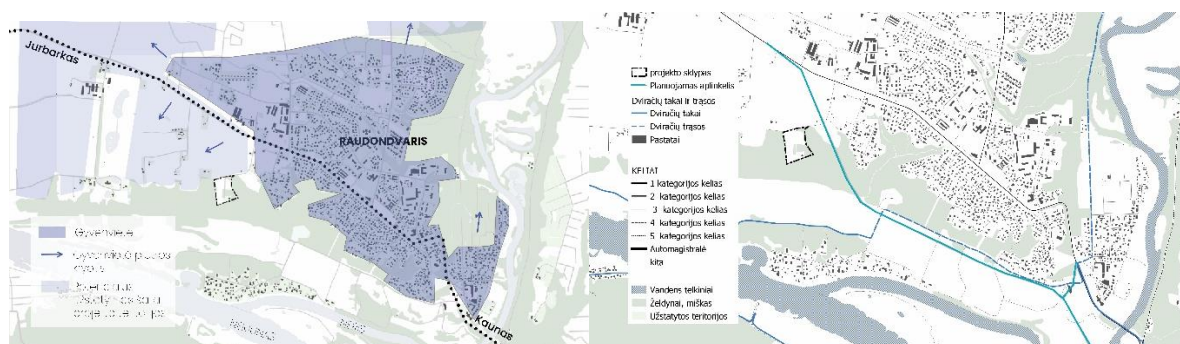 Jurbarkas
RAUDONDVARIS
Gyvenvietė
Kaunas
NEMUNAS
projekto sklypas
Planuojamas aplinkelis
Dviračių takai ir trasos
Dviračių takai
Dviračių trasos
Pastatai
KELIAI
1 kategorijos kelias
2 kategorijos kelias
3 kategorijos kelias
4 kategorijos kelias
5 kategorijos kelias
Automagistralė
kita
Vandens telkiniai
Želdynai, miškas
Užstatytos teritorijos